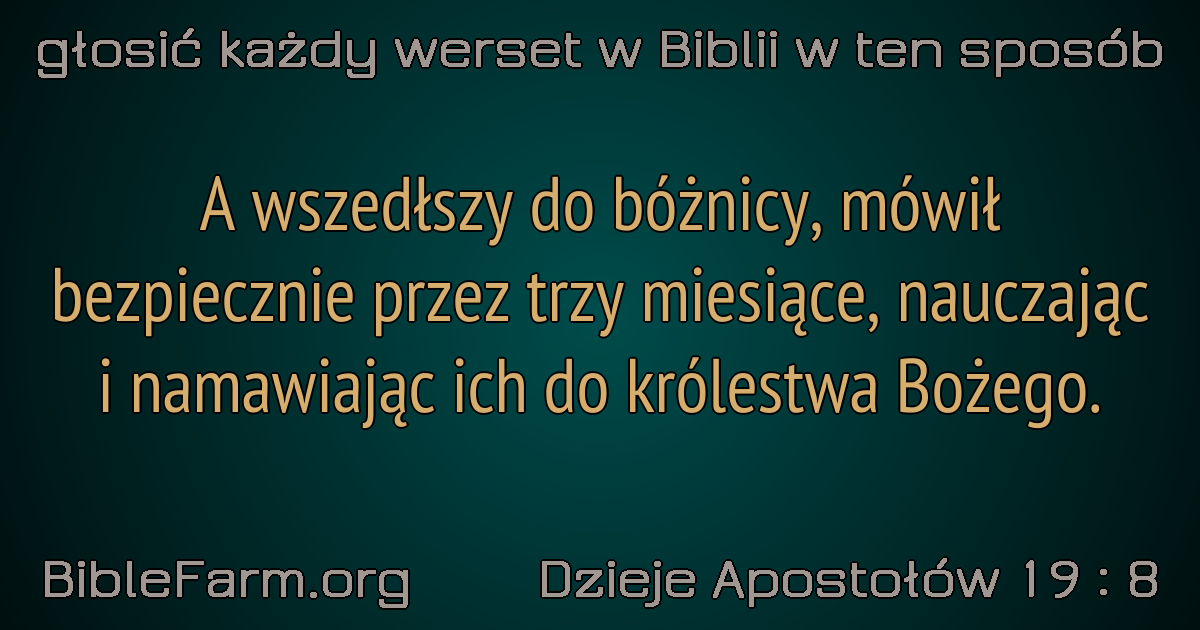 głosić każdy werset w Biblii w ten sposób
A wszedłszy do bóżnicy, mówił
bezpiecznie przez trzy miesiące, nauczając
i namawiając ich do królestwa Bożego.
BibleFarm.org
Dzieje Apostołów 19 : 8